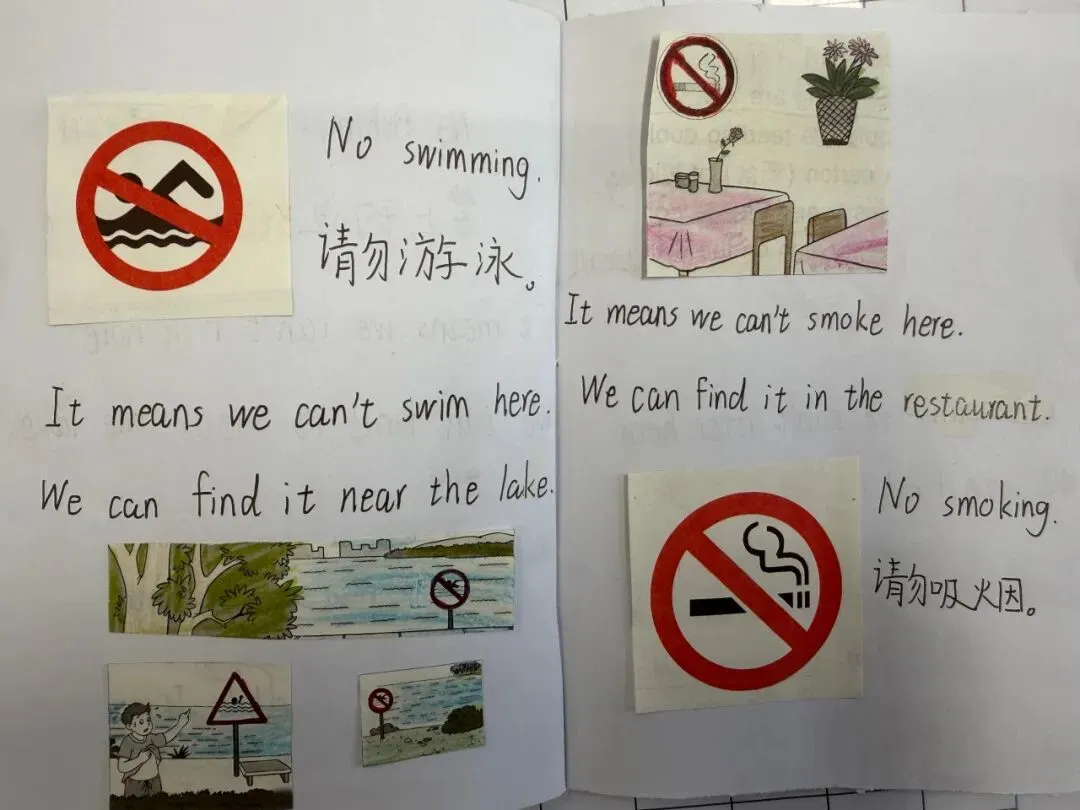 No swimming.
请勿游泳。
It means we can't swim here.
We can find it near the lake.
It means we can't smoke here.
We can find it in the restaurant.
No smoking.
请勿吸烟。